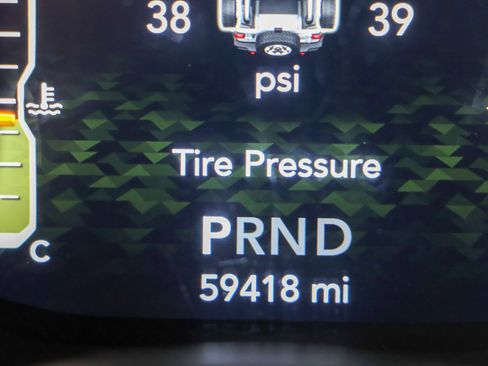 38 39
psi
Tire Pressure
PRND
59418 mi
C